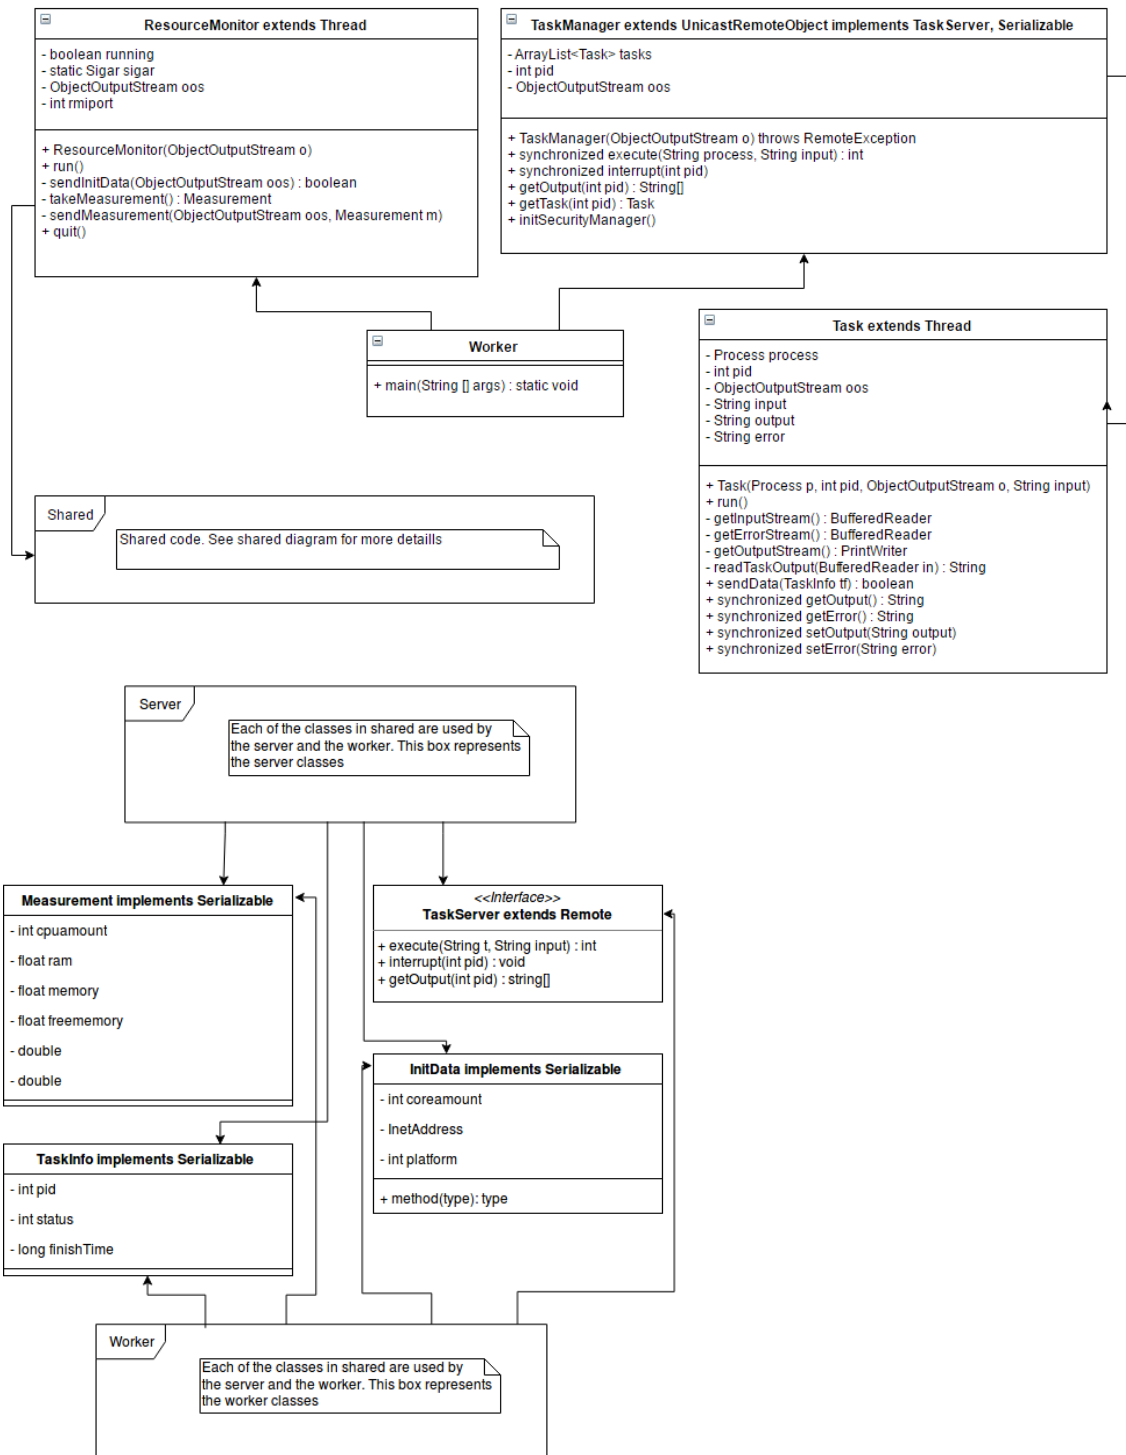 ResourceMonitor extends Thread
- boolean running
- static Sigar sigar
- ObjectOutputStream oos
- int rmiport
+ ResourceMonitor(ObjectOutputStream o)
+ run()
- sendInitData(ObjectOutputStream oos) : boolean
- takeMeasurement() : Measurement
- sendMeasurement(ObjectOutputStream oos, Measurement m)
+ quit()
TaskManager extends UnicastRemoteObject implements TaskServer, Serializable
- ArrayList<Task> tasks
- int pid
- ObjectOutputStream oos
+ TaskManager(ObjectOutputStream o) throws RemoteException
+ synchronized execute(String process, String input) : int
+ synchronized interrupt(int pid)
+ getOutput(int pid) : String[]
+ getTask(int pid) : Task
+ initSecurityManager()
Worker
+ main(String [] args) : static void
Task extends Thread
- Process process
- int pid
- ObjectOutputStream oos
- String input
- String output
- String error
+ Task(Process p, int pid, ObjectOutputStream o, String input)
+ run()
- getInputStream() : BufferedReader
- getErrorStream() : BufferedReader
- getOutputStream() : PrintWriter
- readTaskOutput(BufferedReader in) : String
+ sendData(TaskInfo tf) : boolean
+ synchronized getOutput() : String
+ synchronized getError() : String
+ synchronized setOutput(String output)
+ synchronized setError(String error)
Shared
Shared code. See shared diagram for more detaills
Server
Each of the classes in shared are used by
the server and the worker. This box represents
the server classes
Measurement implements Serializable
- int cpuamount
- float ram
- float memory
- float freememory
- double
- double
<<Interface>>
TaskServer extends Remote
+ execute(String t, String input) : int
+ interrupt(int pid) : void
+ getOutput(int pid) : string[]
InitData implements Serializable
- int coreamount
- InetAddress
- int platform
+ method(type): type
TaskInfo implements Serializable
- int pid
- int status
- long finishTime
Worker
Each of the classes in shared are used by
the server and the worker. This box represents
the worker classes